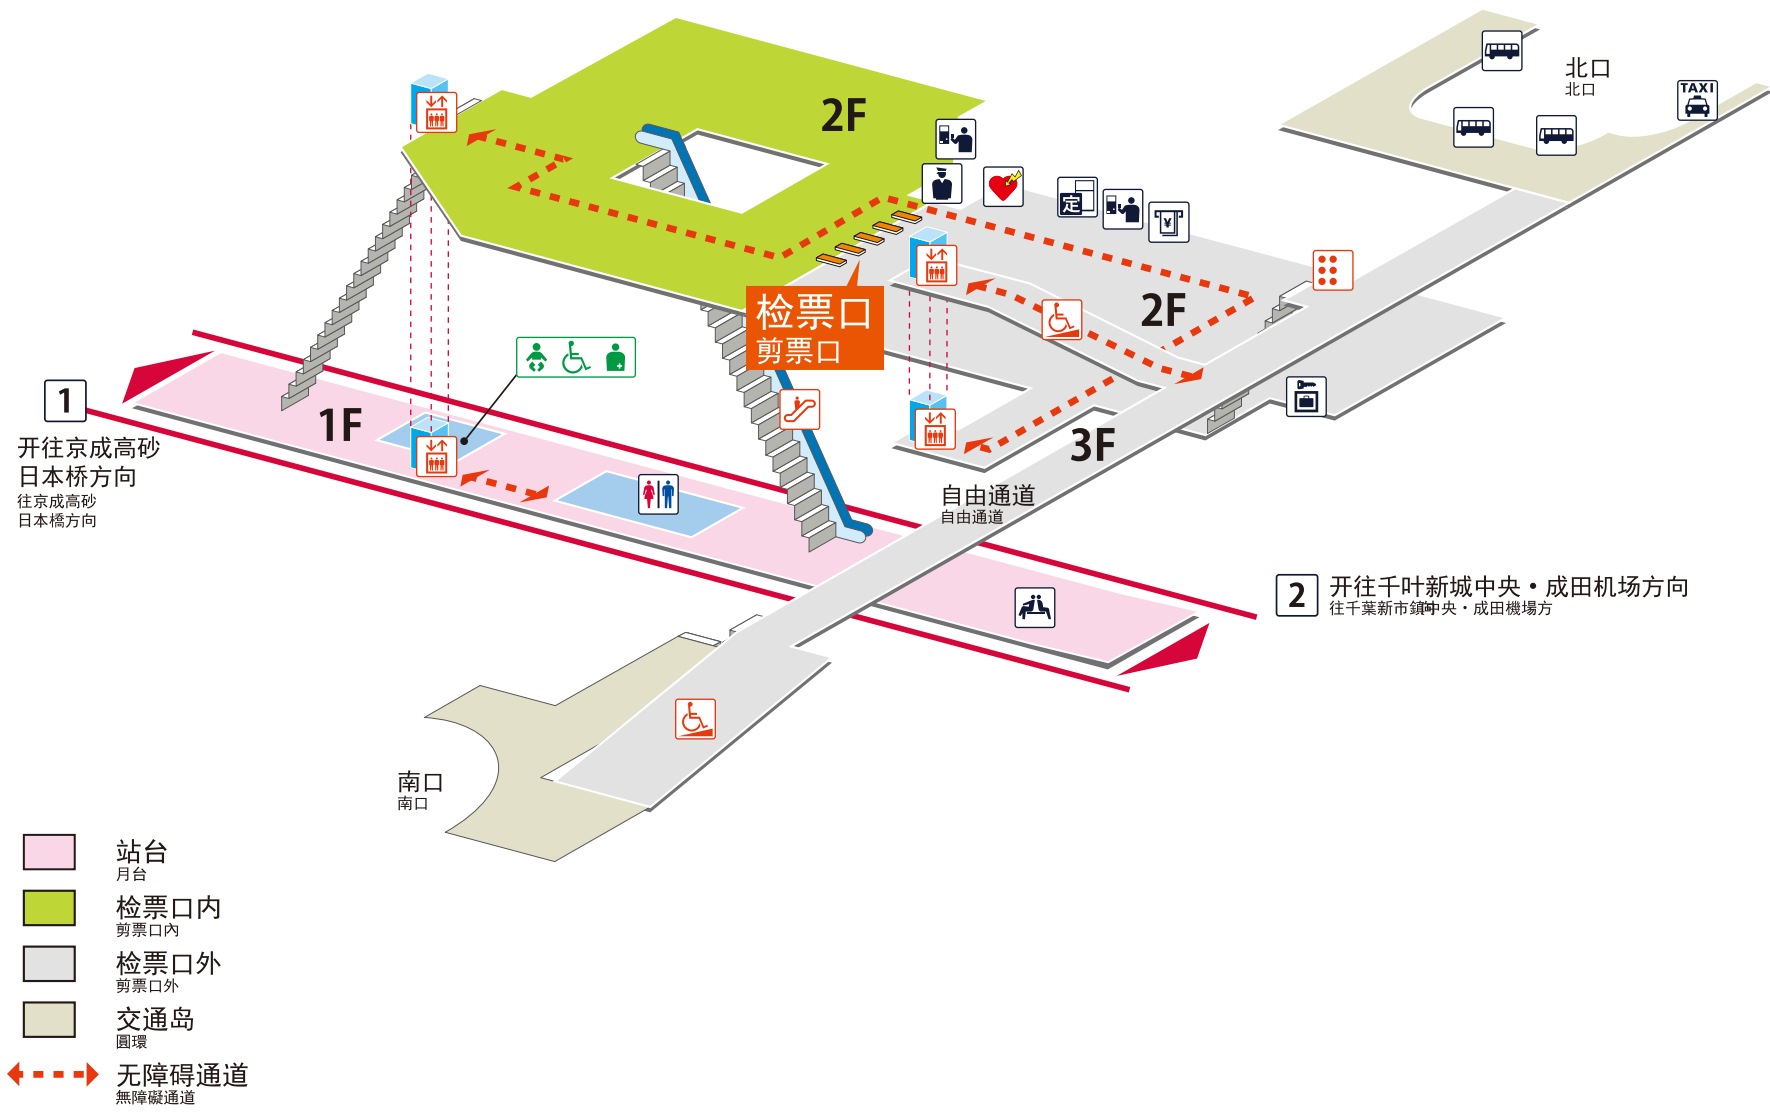 北口
北口
TAXI
2F
定
¥
检票口
剪票口
2F
1
1F
开往京成高砂
日本桥方向
往京成高砂
日本橋方向
3F
自由通道
自由通道
2
开往千叶新城中央・成田机场方向
往千葉新市鎮中央・成田機場方向
南口
南口
站台
月台
检票口内
剪票口內
检票口外
剪票口外
交通岛
圓環
无障碍通道
無障礙通道